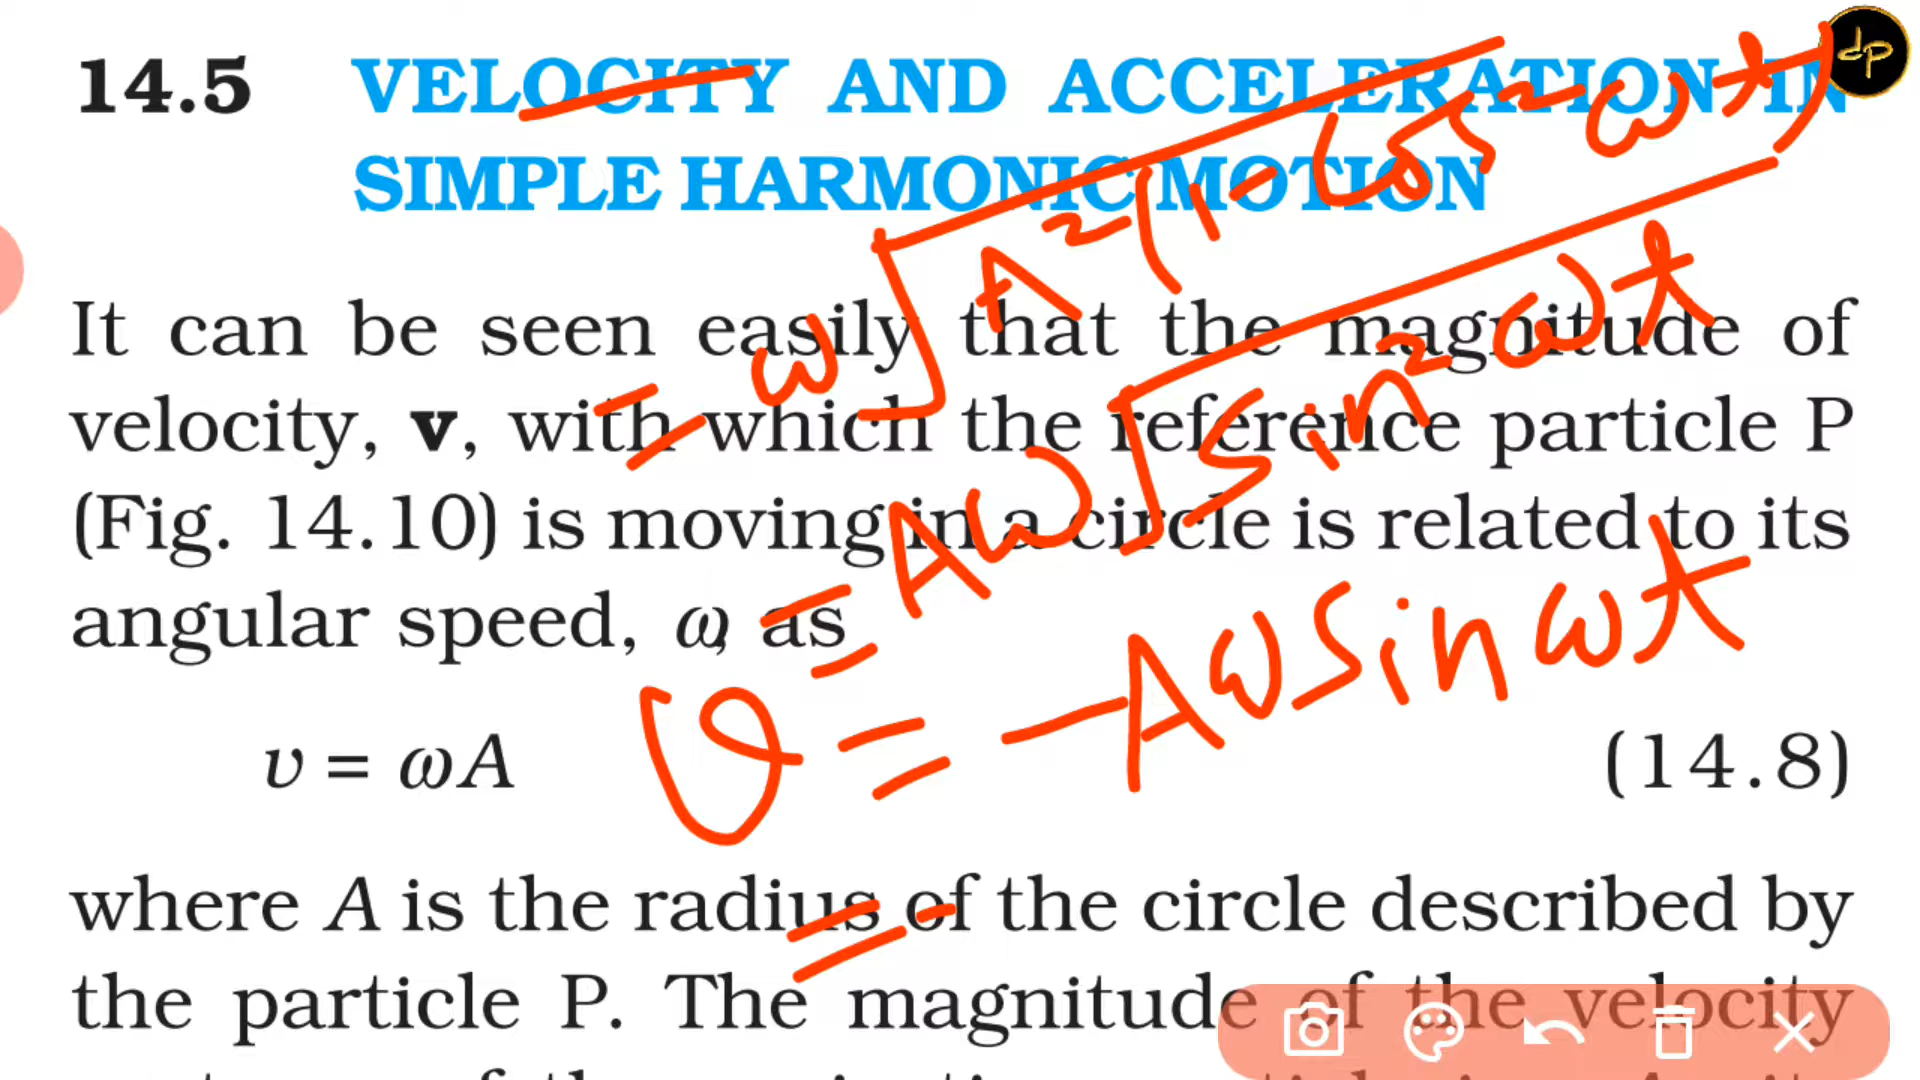 14.5 VELOCITY AND ACCELERATION IN
SIMPLE HARMONIC MOTION
dp
= ω√A²(1 - cos²ωt)
It can be seen easily that the magnitude of
velocity, v, with which the reference particle P
= Aω√sin²ωt
(Fig. 14.10) is moving in a circle is related to its
angular speed, ω, as
v = -Aω sin ωt
v = ωA (14.8)
where A is the radius of the circle described by
= -
the particle P. The magnitude of the velocity